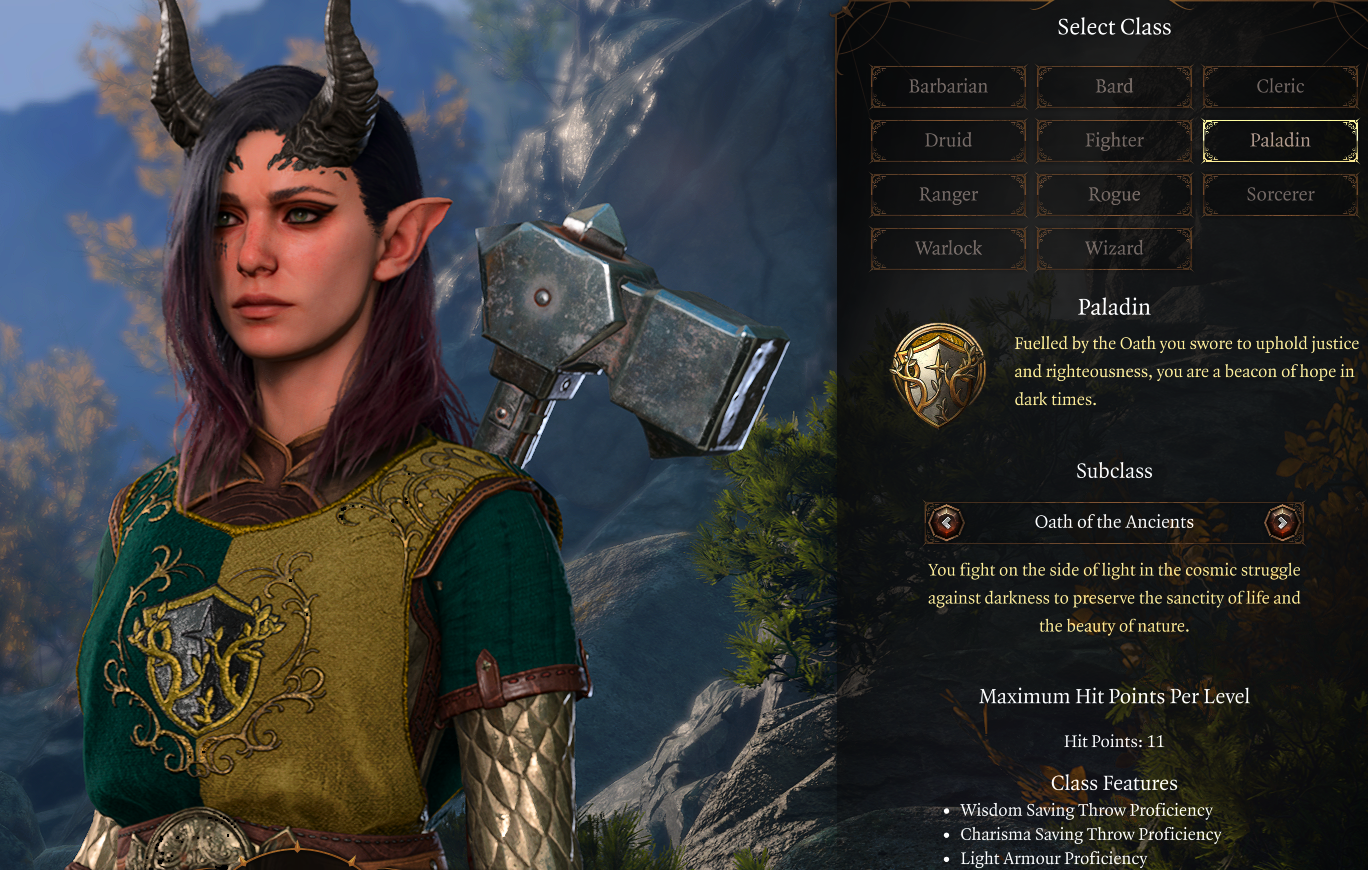 Select Class
Barbarian
Bard
Cleric
Druid
Fighter
Paladin
Ranger
Rogue
Sorcerer
Warlock
Wizard
Paladin
Fuelled by the Oath you swore to uphold justice
and righteousness, you are a beacon of hope in
dark times.
Subclass
Oath of the Ancients
You fight on the side of light in the cosmic struggle
against darkness to preserve the sanctity of life and
the beauty of nature.
Maximum Hit Points Per Level
Hit Points: 11
Class Features
• Wisdom Saving Throw Proficiency
• Charisma Saving Throw Proficiency
• Light Armour Proficiency